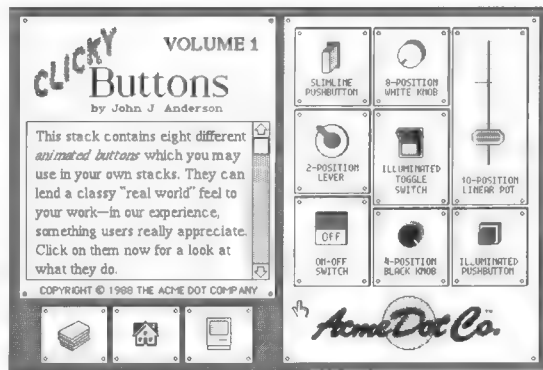 CLICKY
VOLUME 1
Buttons
by John J Anderson
This stack contains eight different
animated buttons which you may
use in your own stacks. They can
lend a classy "real world" feel to
your work—in our experience,
something users really appreciate.
Click on them now for a look at
what they do.
COPYRIGHT © 1988 THE ACME DOT COMPANY
SLIMLINE
PUSHBUTTON
8-POSITION
WHITE KNOB
2-POSITION
LEVER
ILLUMINATED
TOGGLE
SWITCH
10-POSITION
LINEAR POT
OFF
ON-OFF
SWITCH
4-POSITION
BLACK KNOB
ILLUMINATED
PUSHBUTTON
Acme Dot Co.™